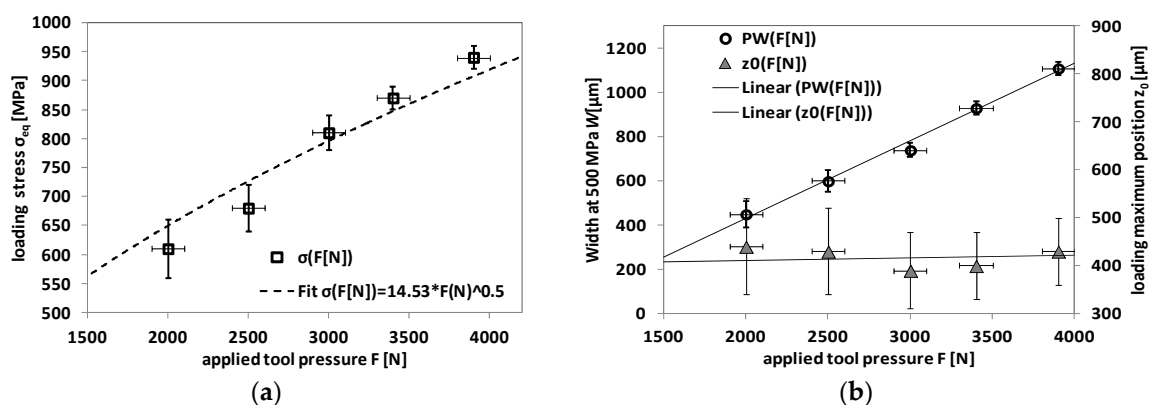 1000
950
900
850
800
750
700
650
600
550
500
loading stress σeq [MPa]
σ(F[N])
Fit σ(F[N])=14.53*F(N)^0.5
1500 2000 2500 3000 3500 4000
applied tool pressure F [N]
(a)
1200
1000
800
600
400
200
0
Width at 500 MPa W[μm]
PW(F[N])
z0(F[N])
Linear (PW(F[N]))
Linear (z0(F[N]))
900
800
700
600
500
400
300
loading maximum position z0 [μm]
1500 2000 2500 3000 3500 4000
applied tool pressure F [N]
(b)